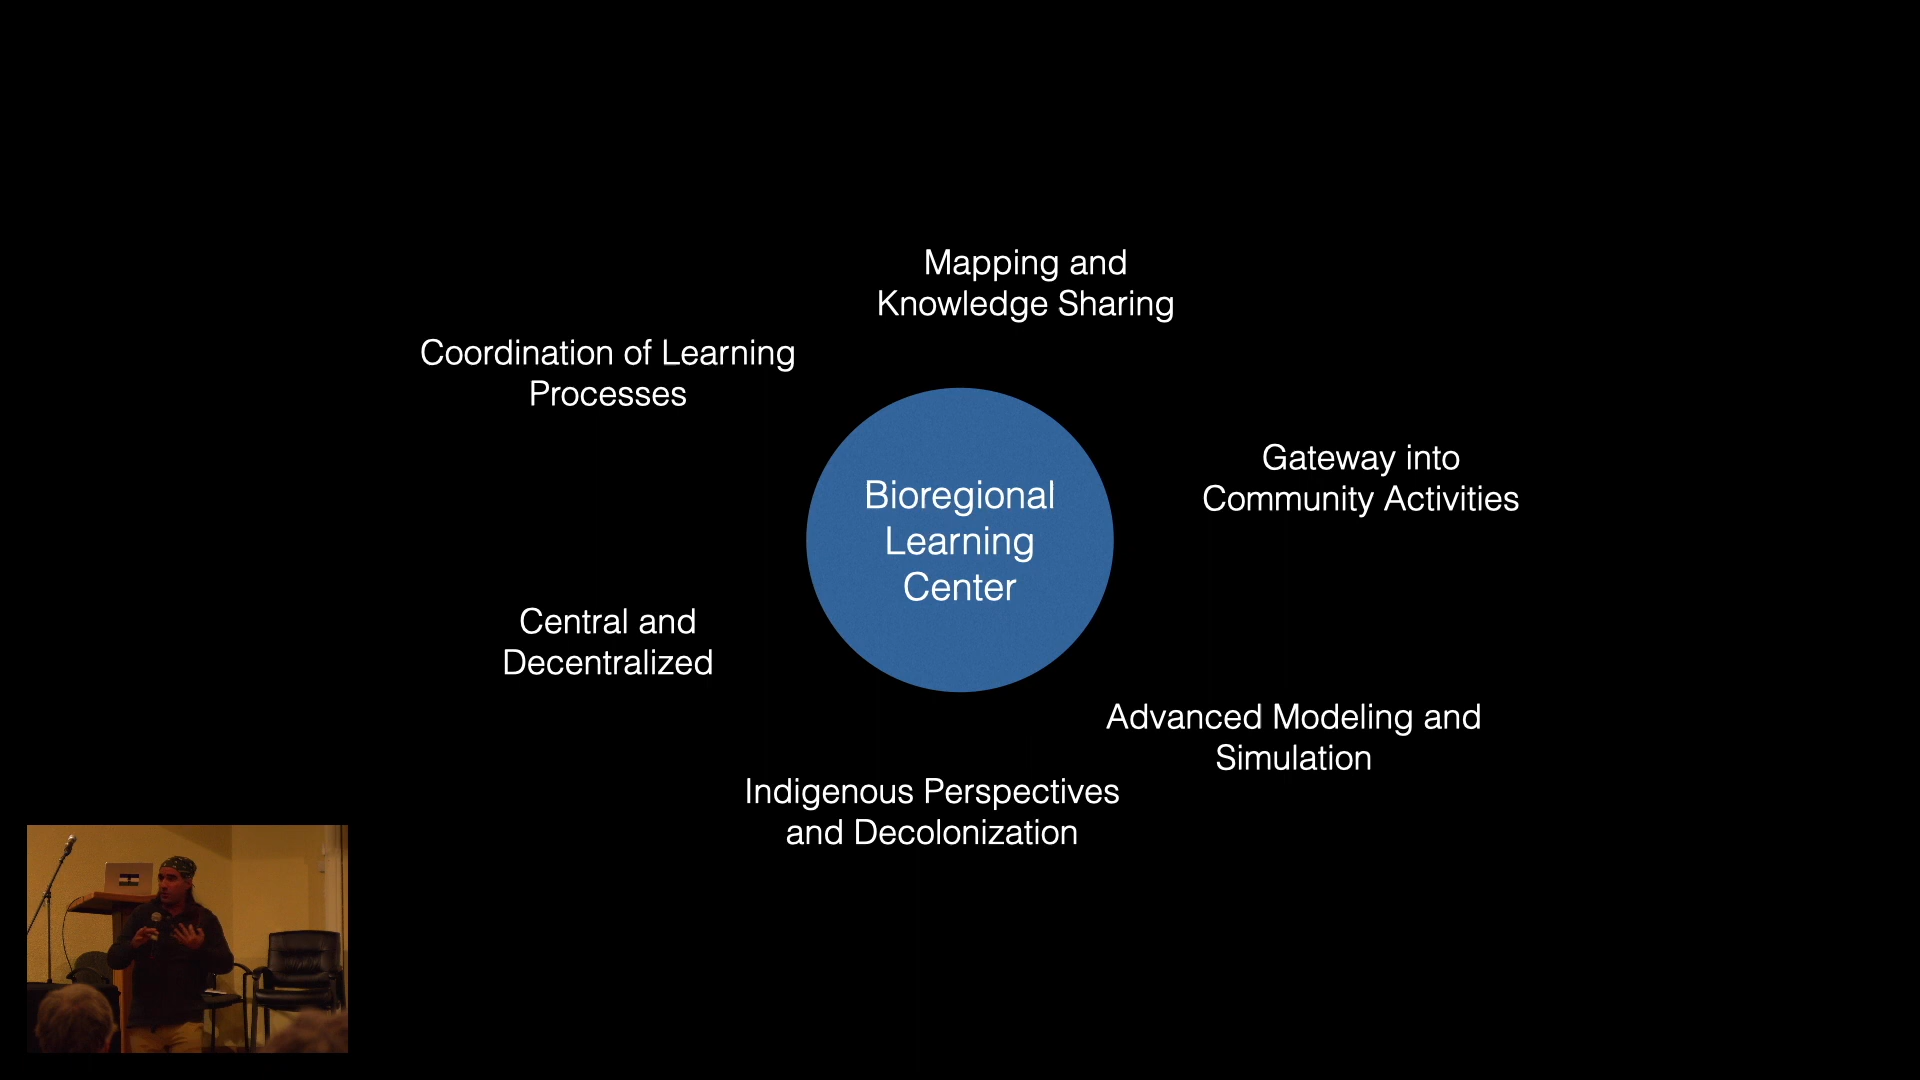 Mapping and
Knowledge Sharing
Coordination of Learning
Processes
Gateway into
Community Activities
Bioregional
Learning
Center
Central and
Decentralized
Advanced Modeling and
Simulation
Indigenous Perspectives
and Decolonization